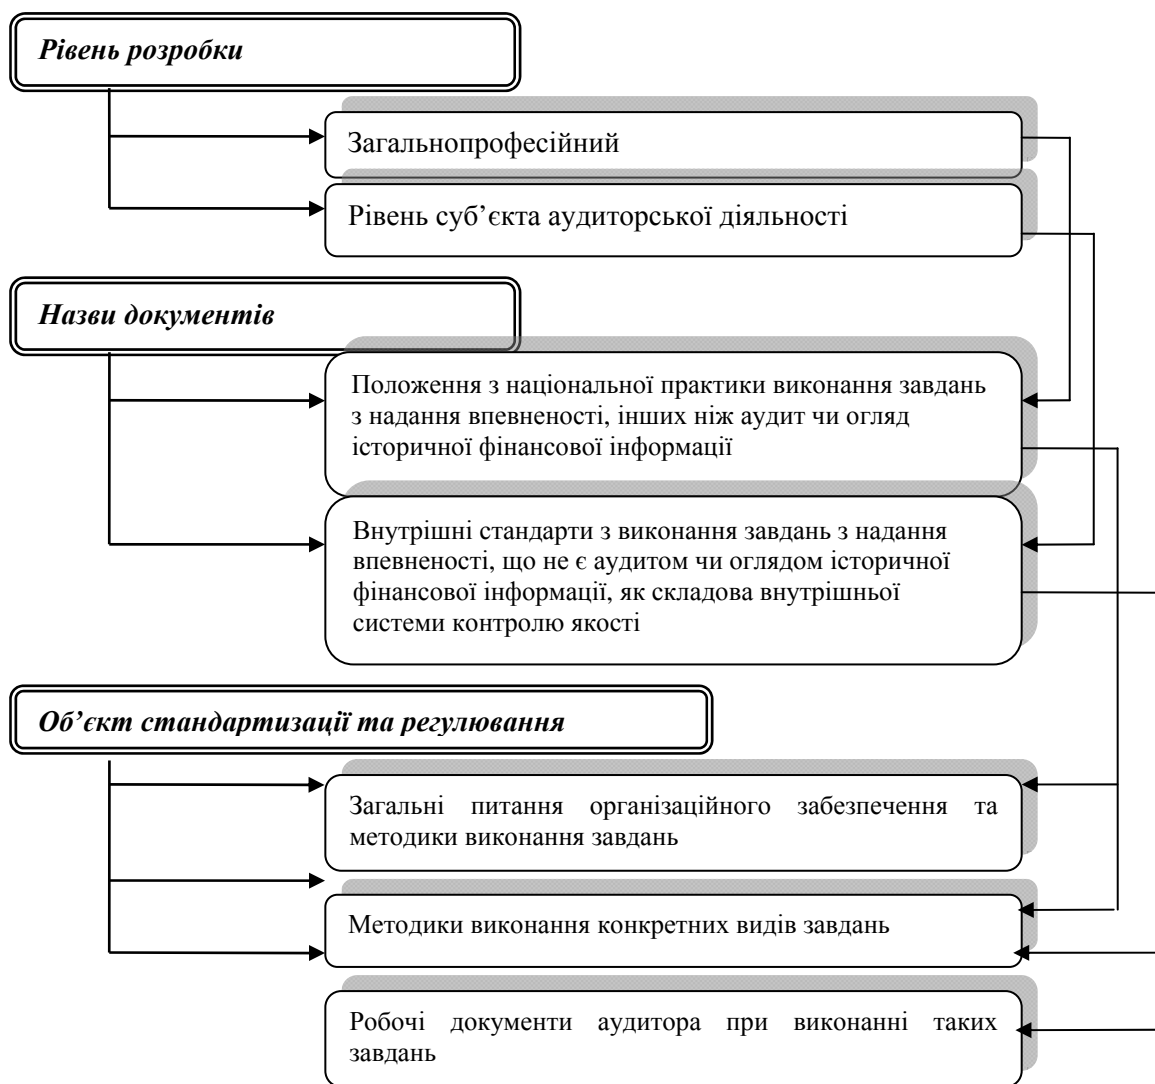 Рівень розробки
Загальнопрофесійний
Рівень суб’єкта аудиторської діяльності
Назви документів
Положення з національної практики виконання завдань
з надання впевненості, інших ніж аудит чи огляд
історичної фінансової інформації
Внутрішні стандарти з виконання завдань з надання
впевненості, що не є аудитом чи оглядом історичної
фінансової інформації, як складова внутрішньої
системи контролю якості
Об’єкт стандартизації та регулювання
Загальні питання організаційного забезпечення та
методики виконання завдань
Методики виконання конкретних видів завдань
Робочі документи аудитора при виконанні таких
завдань